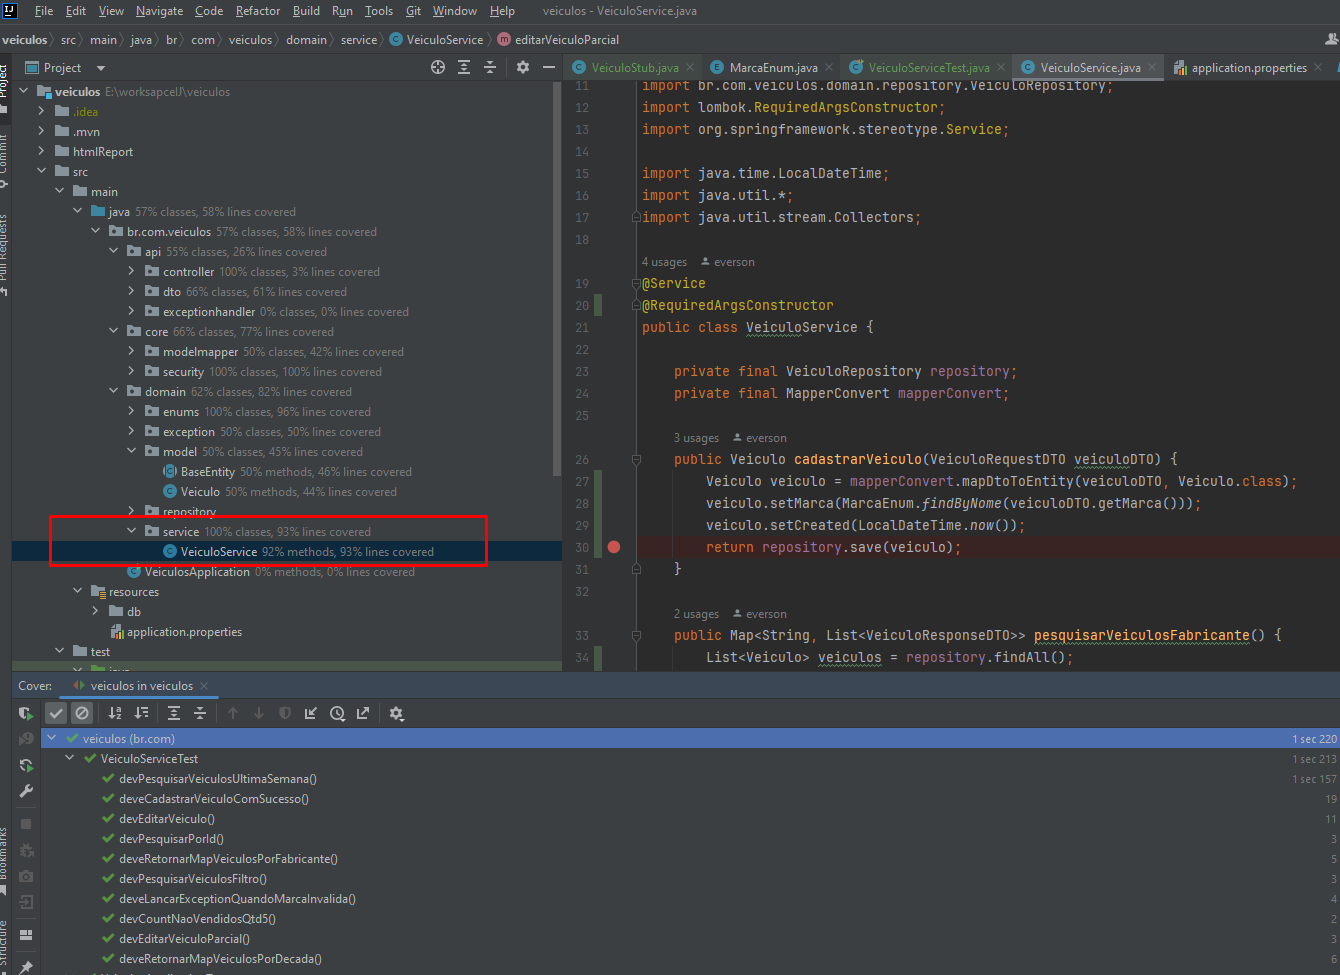 File Edit View Navigate Code Refactor Build Run Tools Git Window Help veiculos - VeiculoService.java
veiculos src main java br com veiculos domain service VeiculoService editarVeiculoParcial
Project
VeiculoStub.java MarcaEnum.java VeiculoServiceTest.java VeiculoService.java application.properties
Project
Commit
Pull Requests
Bookmarks
Structure
veiculos E:\worksapceIJ\veiculos
.idea
.mvn
htmlReport
src
main
java 57% classes, 58% lines covered
br.com.veiculos 57% classes, 58% lines covered
api 55% classes, 26% lines covered
controller 100% classes, 3% lines covered
dto 66% classes, 61% lines covered
exceptionhandler 0% classes, 0% lines covered
core 66% classes, 77% lines covered
modelmapper 50% classes, 42% lines covered
security 100% classes, 100% lines covered
domain 62% classes, 82% lines covered
enums 100% classes, 96% lines covered
exception 50% classes, 50% lines covered
model 50% classes, 45% lines covered
BaseEntity 50% methods, 46% lines covered
Veiculo 50% methods, 44% lines covered
repository
service 100% classes, 93% lines covered
VeiculoService 92% methods, 93% lines covered
VeiculosApplication 0% methods, 0% lines covered
resources
db
application.properties
test
java
11 import br.com.veiculos.domain.repository.VeiculoRepository;
12 import lombok.RequiredArgsConstructor;
13 import org.springframework.stereotype.Service;
14
15 import java.time.LocalDateTime;
16 import java.util.*;
17 import java.util.stream.Collectors;
18
4 usages everson
19 @Service
20 @RequiredArgsConstructor
21 public class VeiculoService {
22
23 private final VeiculoRepository repository;
24 private final MapperConvert mapperConvert;
25
3 usages everson
26 public Veiculo cadastrarVeiculo(VeiculoRequestDTO veiculoDTO) {
27 Veiculo veiculo = mapperConvert.mapDtoToEntity(veiculoDTO, Veiculo.class);
28 veiculo.setMarca(MarcaEnum.findByNome(veiculoDTO.getMarca()));
29 veiculo.setCreated(LocalDateTime.now());
30 return repository.save(veiculo);
31 }
32
2 usages everson
33 public Map<String, List<VeiculoResponseDTO>> pesquisarVeiculosFabricante() {
34 List<Veiculo> veiculos = repository.findAll();
Cover: veiculos in veiculos
veiculos (br.com) 1 sec 220
VeiculoServiceTest 1 sec 213
devPesquisarVeiculosUltimaSemana() 1 sec 157
deveCadastrarVeiculoComSucesso() 19
devEditarVeiculo() 11
devPesquisarPorId() 3
deveRetornarMapVeiculosPorFabricante() 5
devPesquisarVeiculosFiltro() 3
deveLancarExceptionQuandoMarcaInvalida() 4
devCountNaoVendidosQtd5() 2
devEditarVeiculoParcial() 3
deveRetornarMapVeiculosPorDecada() 6